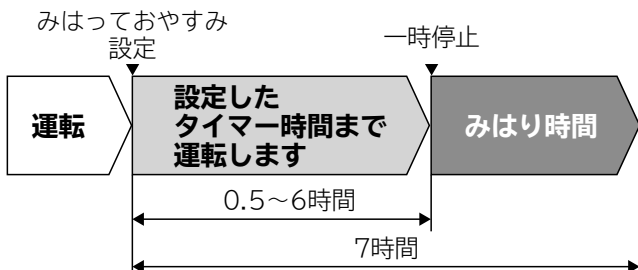 みはっておやすみ
設定
一時停止
運転
設定した
タイマー時間まで
運転します
みはり時間
0.5～6時間
7時間